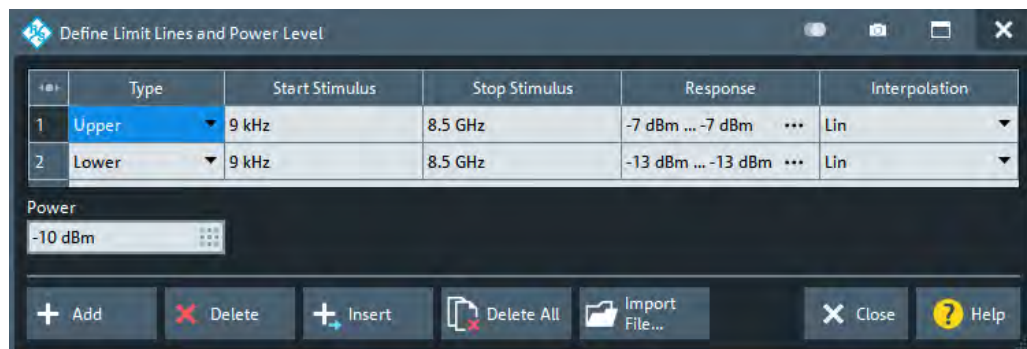 Define Limit Lines and Power Level
Type Start Stimulus Stop Stimulus Response Interpolation
1 Upper 9 kHz 8.5 GHz -7 dBm ... -7 dBm ••• Lin
2 Lower 9 kHz 8.5 GHz -13 dBm ... -13 dBm ••• Lin
Power
-10 dBm
Add Delete Insert Delete All Import File... Close ? Help